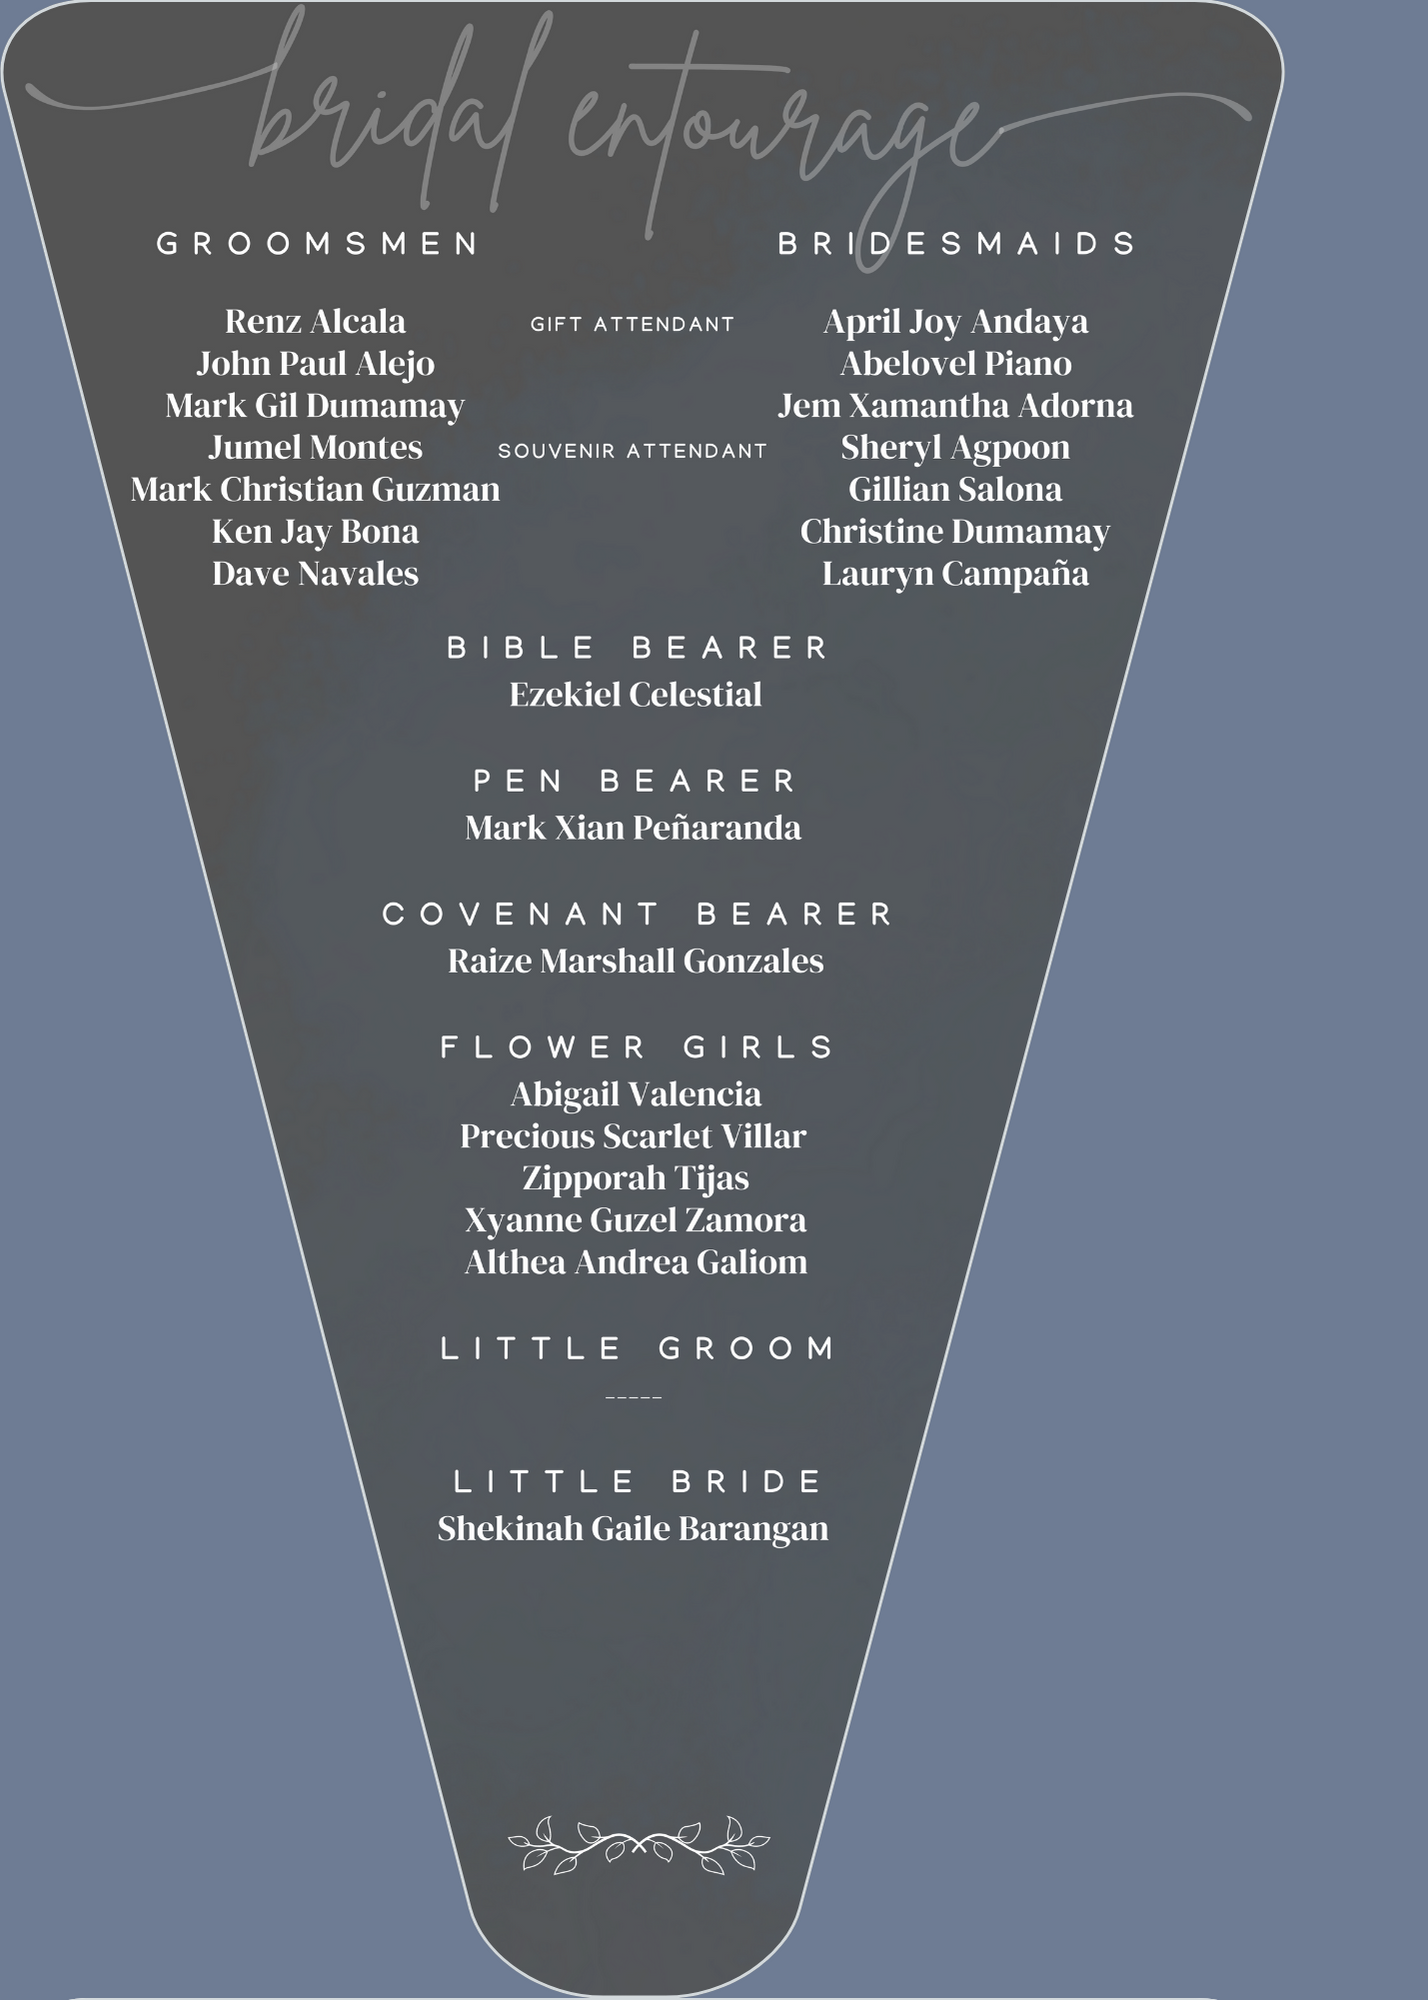 bridal entourage
GROOMSMEN
Renz Alcala
John Paul Alejo
Mark Gil Dumamay
Jumel Montes
Mark Christian Guzman
Ken Jay Bona
Dave Navales
GIFT ATTENDANT
SOUVENIR ATTENDANT
BRIDESMAIDS
April Joy Andaya
Abelovel Piano
Jem Xamantha Adorna
Sheryl Agpoon
Gillian Salona
Christine Dumamay
Lauryn Campaña
BIBLE BEARER
Ezekiel Celestial
PEN BEARER
Mark Xian Peñaranda
COVENANT BEARER
Raize Marshall Gonzales
FLOWER GIRLS
Abigail Valencia
Precious Scarlet Villar
Zipporah Tijas
Xyanne Guzel Zamora
Althea Andrea Galiom
LITTLE GROOM
-----
LITTLE BRIDE
Shekinah Gaile Barangan